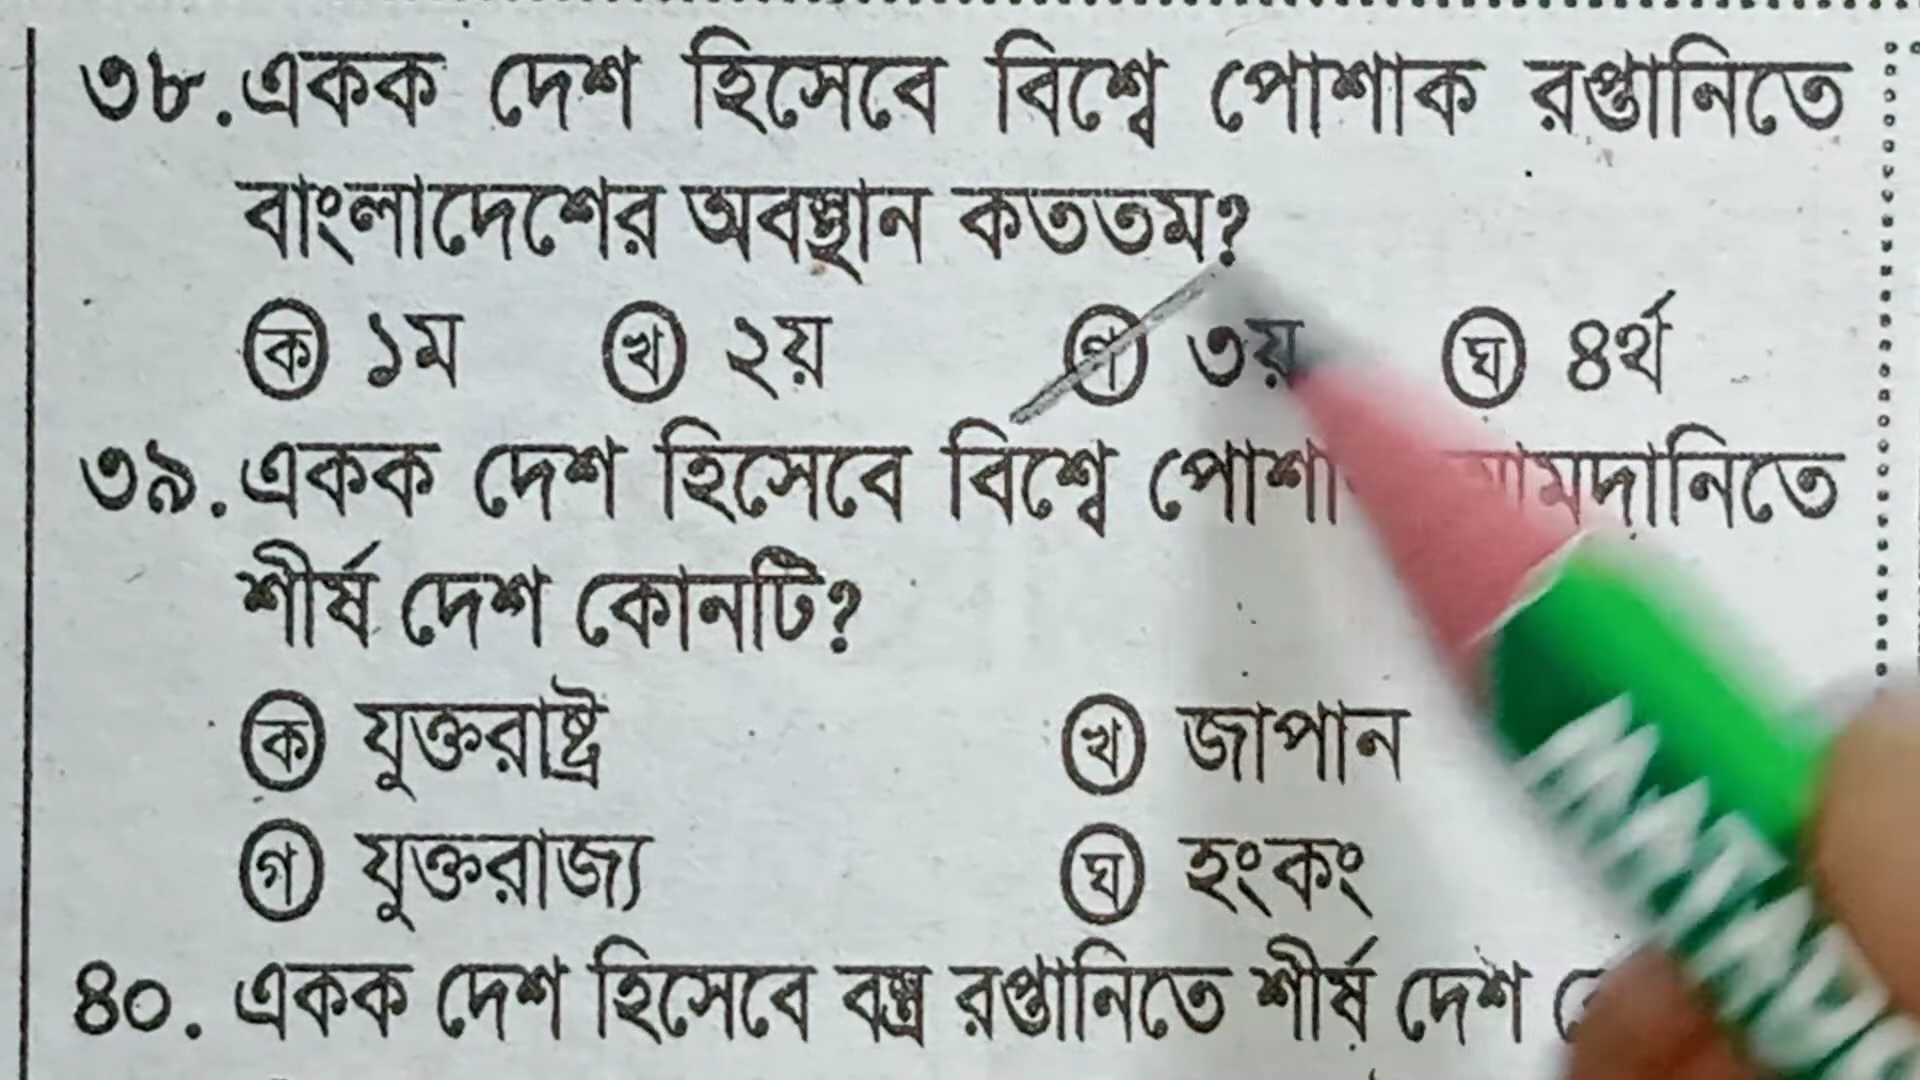 ৩৮. একক দেশ হিসেবে বিশ্বে পোশাক রপ্তানিতে
বাংলাদেশের অবস্থান কততম?
ক ১ম খ ২য় গ ৩য় ঘ ৪র্থ
৩৯. একক দেশ হিসেবে বিশ্বে আমদানিতে
শীর্ষ দেশ কোনটি?
ক যুক্তরাষ্ট্র খ জাপান
গ যুক্তরাজ্য ঘ হংকং
৪০. একক দেশ হিসেবে বস্ত্র রপ্তানিতে শীর্ষ দেশ